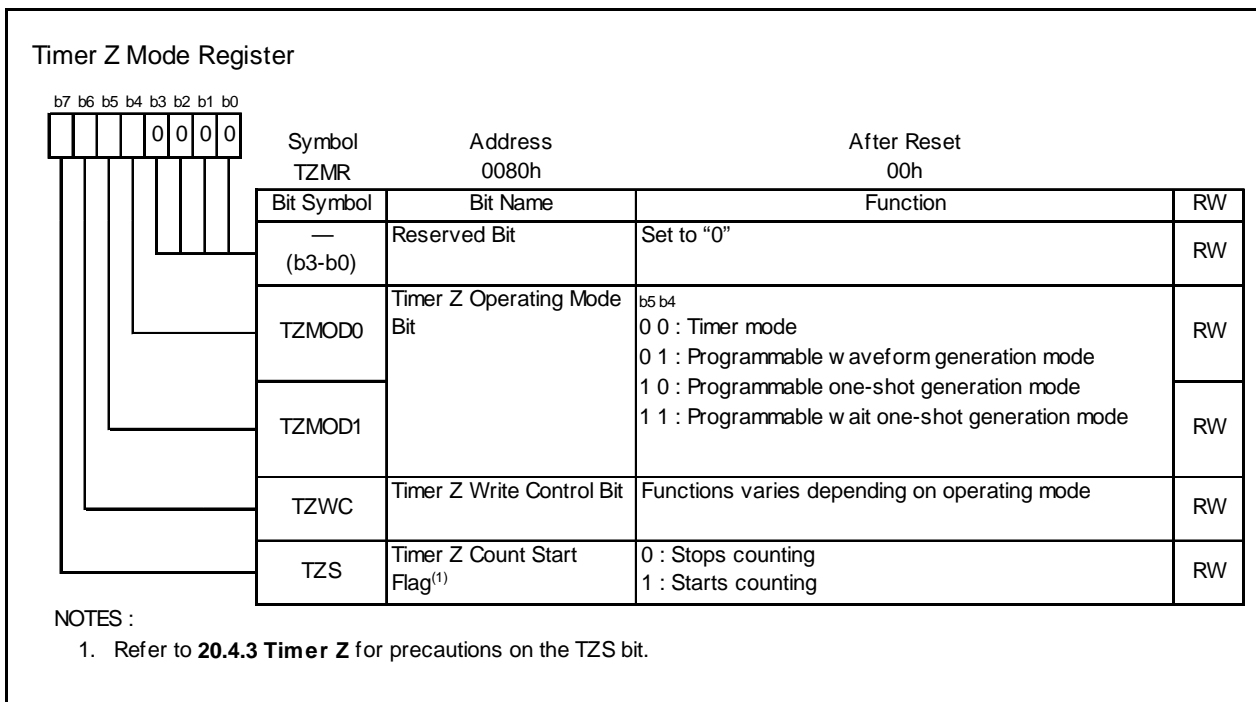 Timer Z Mode Register
b7 b6 b5 b4 b3 b2 b1 b0
0 0 0 0
Symbol Address After Reset
TZMR 0080h 00h
Bit Symbol Bit Name Function RW
—
(b3-b0)
Reserved Bit
Set to “0”
RW
TZMOD0
Timer Z Operating Mode
Bit
b5 b4
0 0 : Timer mode
0 1 : Programmable waveform generation mode
1 0 : Programmable one-shot generation mode
1 1 : Programmable wait one-shot generation mode
RW
TZMOD1
RW
TZWC
Timer Z Write Control Bit
Functions varies depending on operating mode
RW
TZS
Timer Z Count Start
Flag(1)
0 : Stops counting
1 : Starts counting
RW
NOTES :
1. Refer to 20.4.3 Timer Z for precautions on the TZS bit.